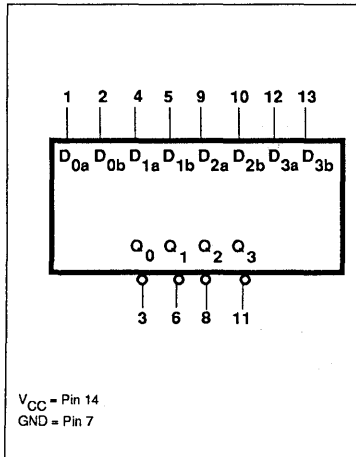 1 2 4 5 9 10 12 13
D0a D0b D1a D1b D2a D2b D3a D3b
Q0 Q1 Q2 Q3
3 6 8 11
VCC = Pin 14
GND = Pin 7